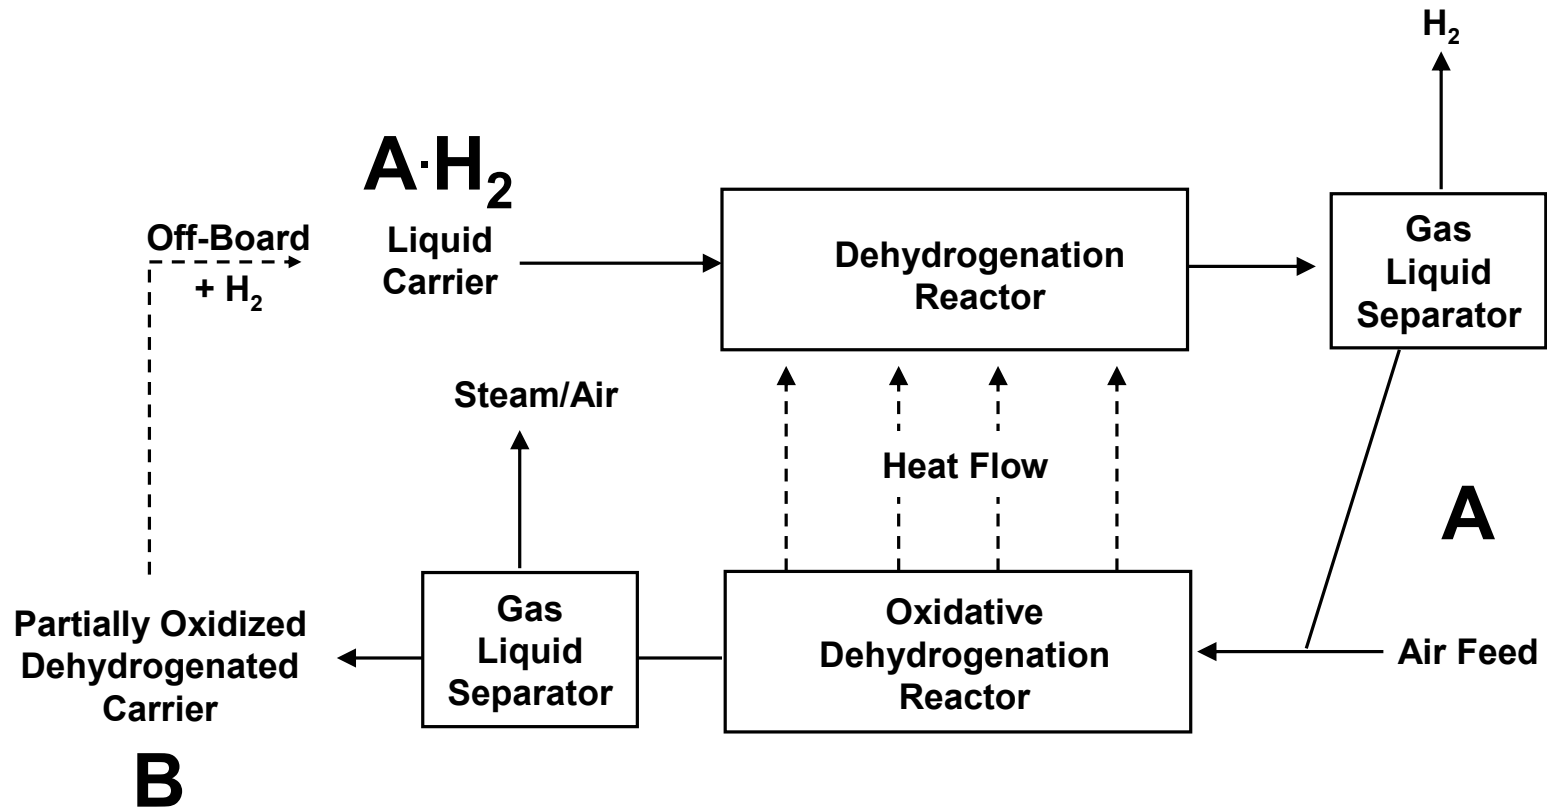 H₂
A·H₂
Off-Board
+ H₂
Liquid
Carrier
Dehydrogenation
Reactor
Gas
Liquid
Separator
Steam/Air
Heat Flow
A
Partially Oxidized
Dehydrogenated
Carrier
B
Gas
Liquid
Separator
Oxidative
Dehydrogenation
Reactor
Air Feed